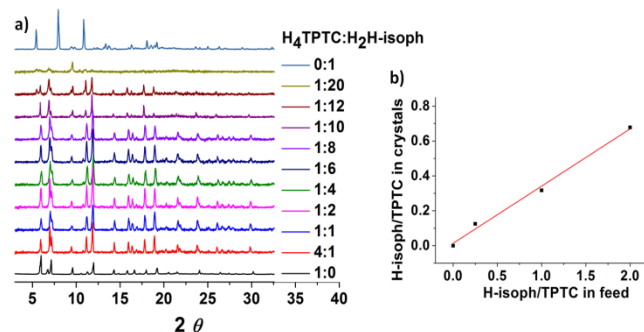 a)
H₄TPTC:H₂H-isoph
0:1
1:20
1:12
1:10
1:8
1:6
1:4
1:2
1:1
4:1
1:0
5 10 15 20 25 30 35 40
2 θ
b)
H-isoph/TPTC in crystals
0.8
0.6
0.4
0.2
0.0
0.0 0.5 1.0 1.5 2.0
H-isoph/TPTC in feed